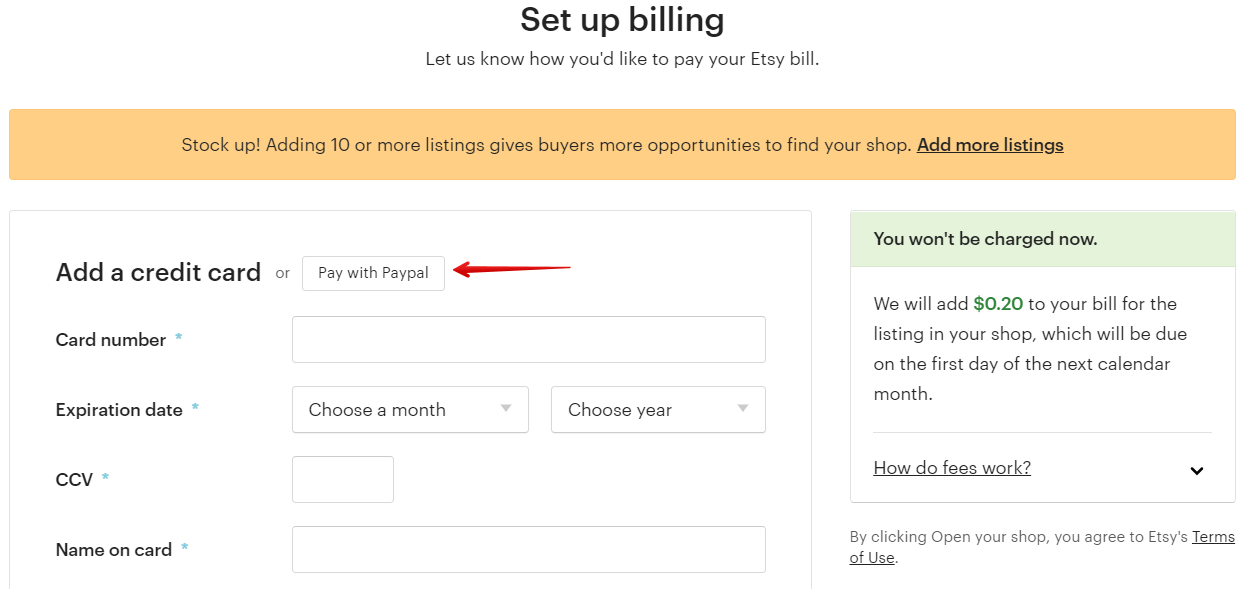 Set up billing
Let us know how you'd like to pay your Etsy bill.
Stock up! Adding 10 or more listings gives buyers more opportunities to find your shop. Add more listings
Add a credit card or Pay with Paypal
Card number *
Expiration date * Choose a month Choose year
CCV *
Name on card *
You won't be charged now.
We will add $0.20 to your bill for the
listing in your shop, which will be due
on the first day of the next calendar
month.
How do fees work?
By clicking Open your shop, you agree to Etsy's Terms
of Use.